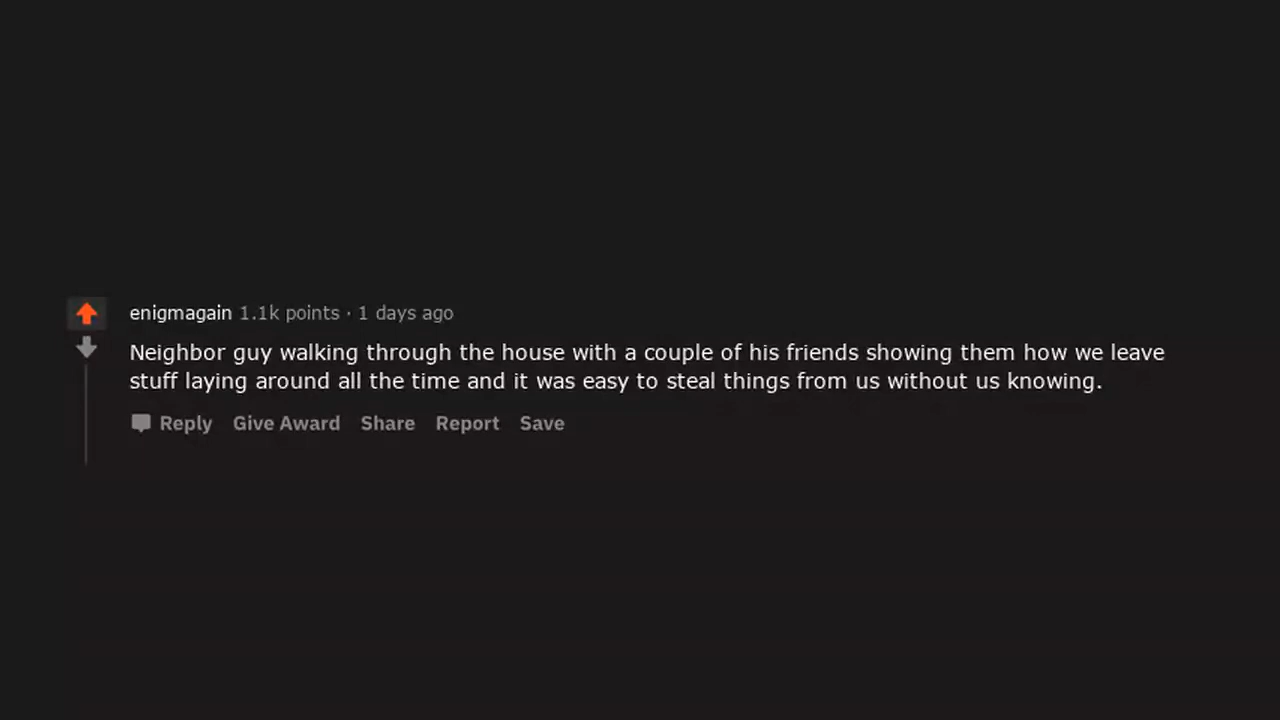 enigmagain 1.1k points · 1 days ago
Neighbor guy walking through the house with a couple of his friends showing them how we leave
stuff laying around all the time and it was easy to steal things from us without us knowing.
Reply Give Award Share Report Save